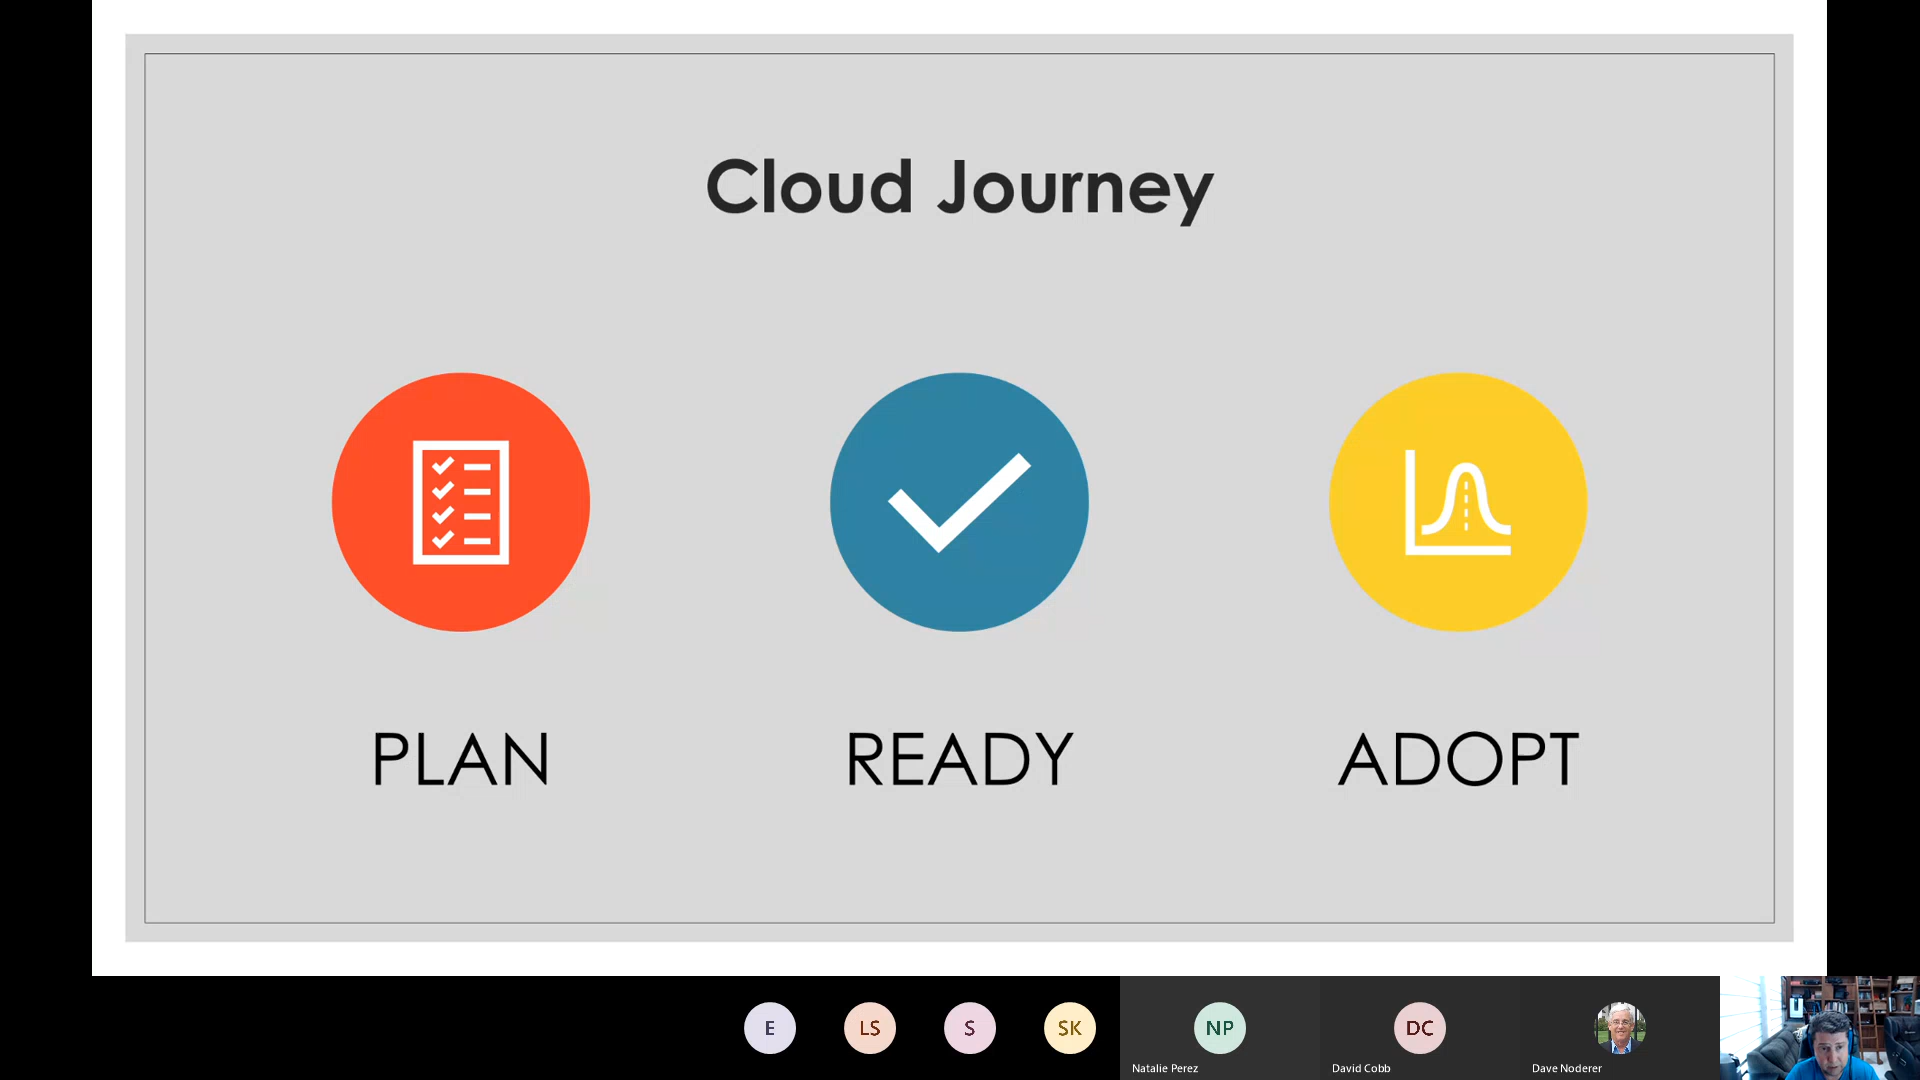 Cloud Journey
PLAN
READY
ADOPT
E
LS
S
SK
NP
DC
Natalie Perez
David Cobb
Dave Noderer